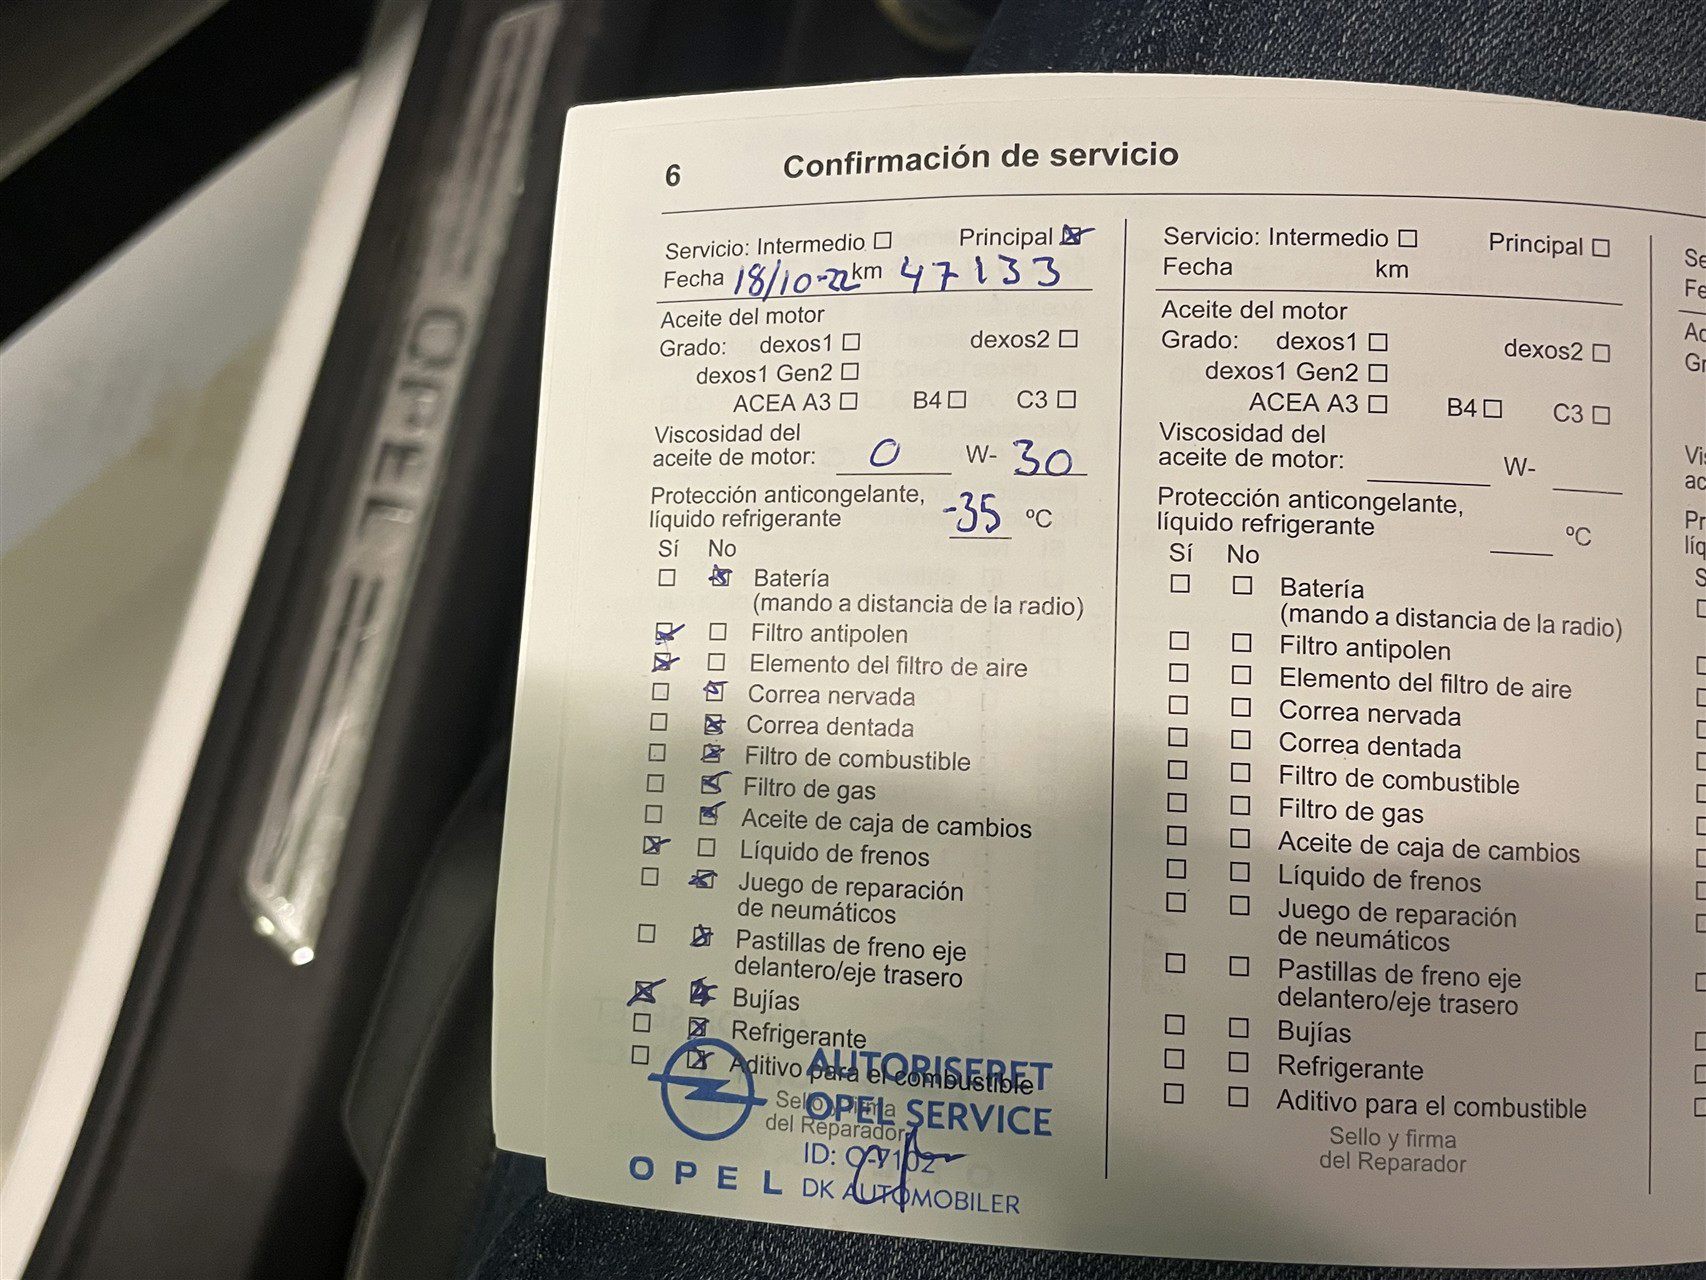 6 Confirmación de servicio
Servicio: Intermedio ☐ Principal ☒
Fecha 18/10-22 km 47133
Aceite del motor
Grado: dexos1 ☐ dexos2 ☐
dexos1 Gen2 ☐
ACEA A3 ☐ B4 ☐ C3 ☐
Viscosidad del
aceite de motor: 0 W- 30
Protección anticongelante,
líquido refrigerante -35 ºC
Sí No
☐ ☒ Batería
(mando a distancia de la radio)
☒ ☐ Filtro antipolen
☒ ☐ Elemento del filtro de aire
☐ ☒ Correa nervada
☐ ☒ Correa dentada
☐ ☒ Filtro de combustible
☐ ☒ Filtro de gas
☐ ☒ Aceite de caja de cambios
☒ ☐ Líquido de frenos
☐ ☒ Juego de reparación
de neumáticos
☐ ☒ Pastillas de freno eje
delantero/eje trasero
☒ ☒ Bujías
☐ ☒ Refrigerante
☐ ☒ Aditivo para el combustible
Sello y firma
del Reparador
AUTORISERET
OPEL SERVICE
ID: O-7102
OPEL DK AUTOMOBILER
Servicio: Intermedio ☐ Principal ☐
Fecha km
Aceite del motor
Grado: dexos1 ☐ dexos2 ☐
dexos1 Gen2 ☐
ACEA A3 ☐ B4 ☐ C3 ☐
Viscosidad del
aceite de motor: W-
Protección anticongelante,
líquido refrigerante ºC
Sí No
☐ ☐ Batería
(mando a distancia de la radio)
☐ ☐ Filtro antipolen
☐ ☐ Elemento del filtro de aire
☐ ☐ Correa nervada
☐ ☐ Correa dentada
☐ ☐ Filtro de combustible
☐ ☐ Filtro de gas
☐ ☐ Aceite de caja de cambios
☐ ☐ Líquido de frenos
☐ ☐ Juego de reparación
de neumáticos
☐ ☐ Pastillas de freno eje
delantero/eje trasero
☐ ☐ Bujías
☐ ☐ Refrigerante
☐ ☐ Aditivo para el combustible
Sello y firma
del Reparador
OPEL